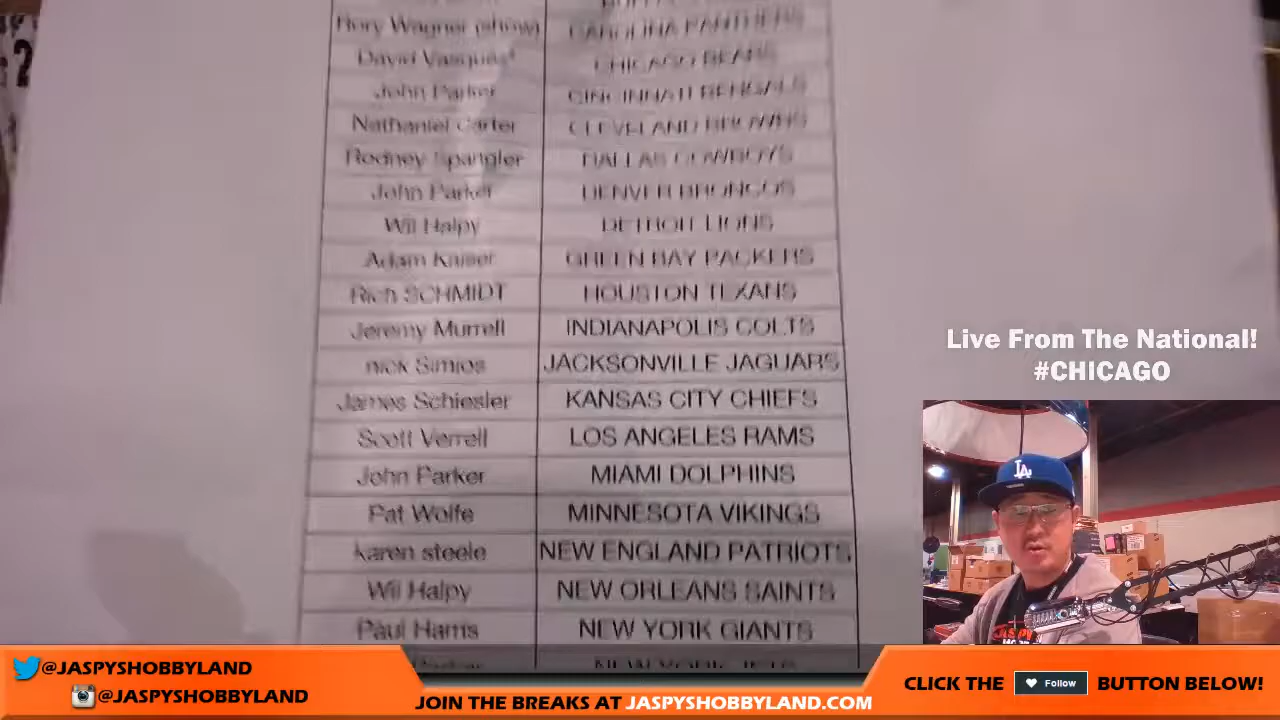 Rory Wagner (show) CAROLINA PANTHERS
David Vasquez CHICAGO BEARS
John Parker CINCINNATI BENGALS
Nathaniel Carter CLEVELAND BROWNS
Rodney Spangler DALLAS COWBOYS
John Parker DENVER BRONCOS
Wil Halpy DETROIT LIONS
Adam Kaiser GREEN BAY PACKERS
Rich SCHMIDT HOUSTON TEXANS
Jeremy Murrell INDIANAPOLIS COLTS
nick Simios JACKSONVILLE JAGUARS
James Schiesler KANSAS CITY CHIEFS
Scott Verrell LOS ANGELES RAMS
John Parker MIAMI DOLPHINS
Pat Wolfe MINNESOTA VIKINGS
karen steele NEW ENGLAND PATRIOTS
Wil Halpy NEW ORLEANS SAINTS
Paul Harris NEW YORK GIANTS
NEW YORK JETS
Live From The National!
#CHICAGO
LA
@JASPYSHOBBYLAND
@JASPYSHOBBYLAND
JOIN THE BREAKS AT JASPYSHOBBYLAND.COM
CLICK THE Follow BUTTON BELOW!